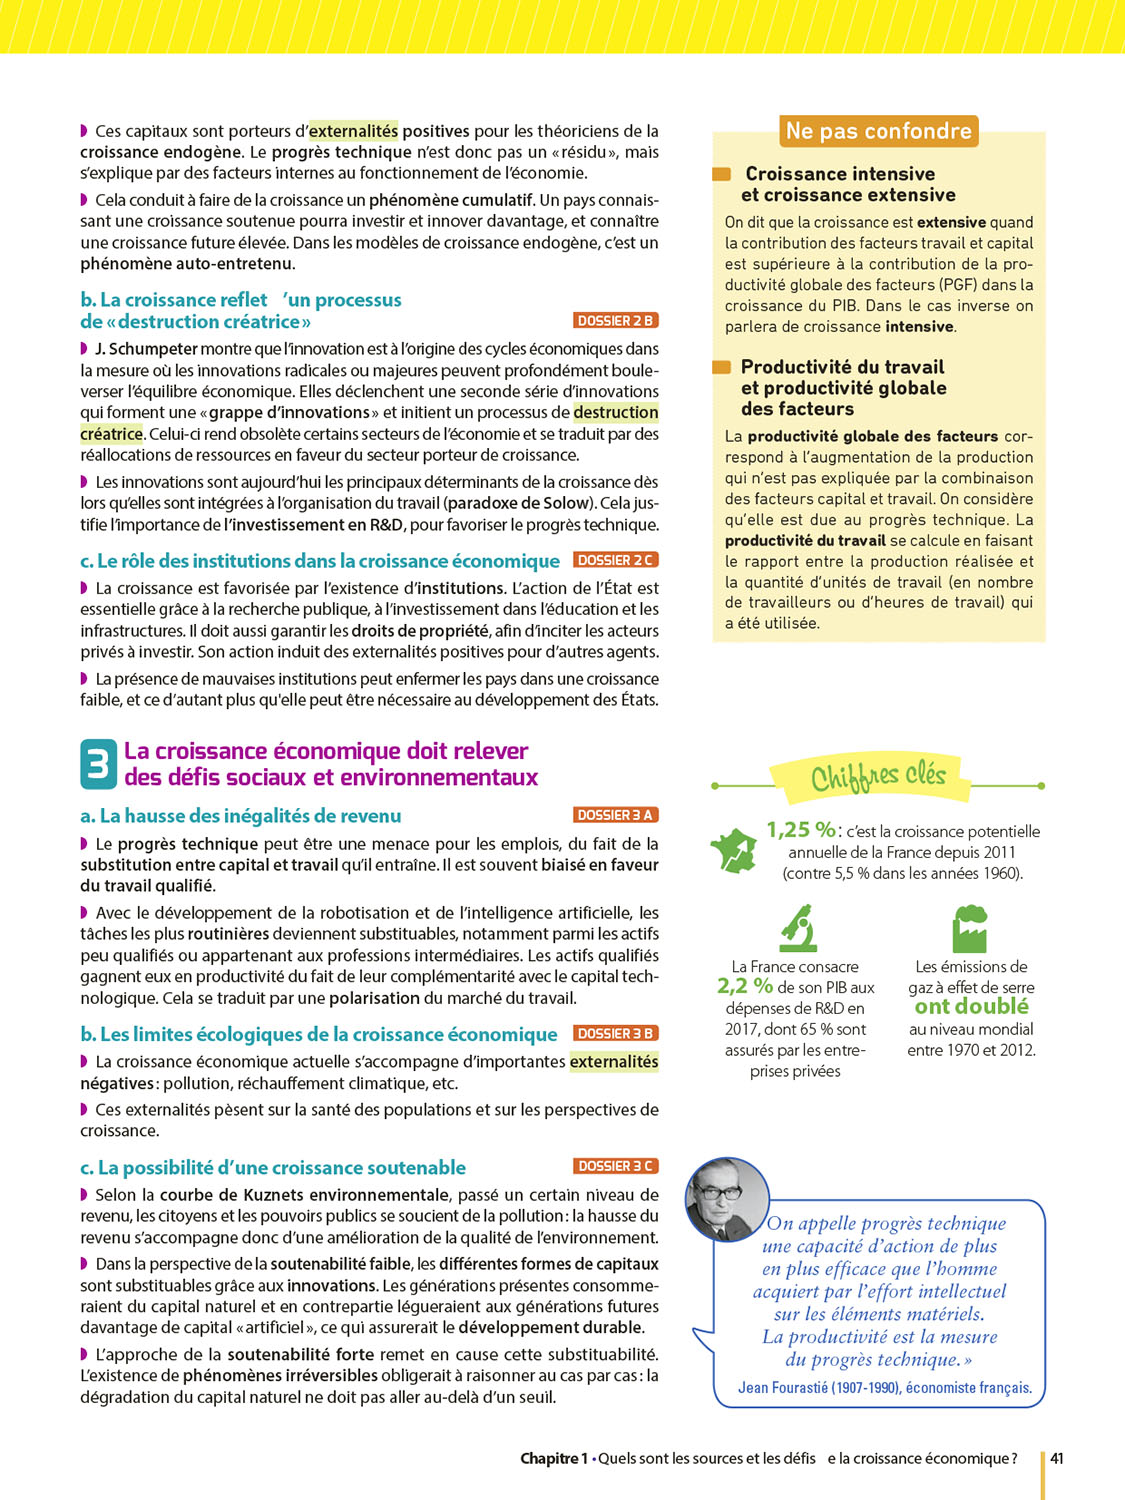 ◗ Ces capitaux sont porteurs d’externalités positives pour les théoriciens de la
croissance endogène. Le progrès technique n’est donc pas un « résidu », mais
s’explique par des facteurs internes au fonctionnement de l’économie.
◗ Cela conduit à faire de la croissance un phénomène cumulatif. Un pays connais-
sant une croissance soutenue pourra investir et innover davantage, et connaître
une croissance future élevée. Dans les modèles de croissance endogène, c’est un
phénomène auto-entretenu.
b. La croissance reflet ’un processus
de « destruction créatrice » DOSSIER 2 B
◗ J. Schumpeter montre que l’innovation est à l’origine des cycles économiques dans
la mesure où les innovations radicales ou majeures peuvent profondément boule-
verser l’équilibre économique. Elles déclenchent une seconde série d’innovations
qui forment une « grappe d’innovations » et initient un processus de destruction
créatrice. Celui-ci rend obsolète certains secteurs de l’économie et se traduit par des
réallocations de ressources en faveur du secteur porteur de croissance.
◗ Les innovations sont aujourd’hui les principaux déterminants de la croissance dès
lors qu’elles sont intégrées à l’organisation du travail (paradoxe de Solow). Cela jus-
tifie l’importance de l’investissement en R&D, pour favoriser le progrès technique.
c. Le rôle des institutions dans la croissance économique DOSSIER 2 C
◗ La croissance est favorisée par l’existence d’institutions. L’action de l’État est
essentielle grâce à la recherche publique, à l’investissement dans l’éducation et les
infrastructures. Il doit aussi garantir les droits de propriété, afin d’inciter les acteurs
privés à investir. Son action induit des externalités positives pour d’autres agents.
◗ La présence de mauvaises institutions peut enfermer les pays dans une croissance
faible, et ce d’autant plus qu'elle peut être nécessaire au développement des États.
3 La croissance économique doit relever
des défis sociaux et environnementaux
a. La hausse des inégalités de revenu DOSSIER 3 A
◗ Le progrès technique peut être une menace pour les emplois, du fait de la
substitution entre capital et travail qu’il entraîne. Il est souvent biaisé en faveur
du travail qualifié.
◗ Avec le développement de la robotisation et de l’intelligence artificielle, les
tâches les plus routinières deviennent substituables, notamment parmi les actifs
peu qualifiés ou appartenant aux professions intermédiaires. Les actifs qualifiés
gagnent eux en productivité du fait de leur complémentarité avec le capital tech-
nologique. Cela se traduit par une polarisation du marché du travail.
b. Les limites écologiques de la croissance économique DOSSIER 3 B
◗ La croissance économique actuelle s’accompagne d’importantes externalités
négatives : pollution, réchauffement climatique, etc.
◗ Ces externalités pèsent sur la santé des populations et sur les perspectives de
croissance.
c. La possibilité d’une croissance soutenable DOSSIER 3 C
◗ Selon la courbe de Kuznets environnementale, passé un certain niveau de
revenu, les citoyens et les pouvoirs publics se soucient de la pollution : la hausse du
revenu s’accompagne donc d’une amélioration de la qualité de l’environnement.
◗ Dans la perspective de la soutenabilité faible, les différentes formes de capitaux
sont substituables grâce aux innovations. Les générations présentes consomme-
raient du capital naturel et en contrepartie légueraient aux générations futures
davantage de capital « artificiel », ce qui assurerait le développement durable.
◗ L’approche de la soutenabilité forte remet en cause cette substituabilité.
L’existence de phénomènes irréversibles obligerait à raisonner au cas par cas : la
dégradation du capital naturel ne doit pas aller au-delà d’un seuil.
Ne pas confondre
Croissance intensive
et croissance extensive
On dit que la croissance est extensive quand
la contribution des facteurs travail et capital
est supérieure à la contribution de la pro-
ductivité globale des facteurs (PGF) dans la
croissance du PIB. Dans le cas inverse on
parlera de croissance intensive.
Productivité du travail
et productivité globale
des facteurs
La productivité globale des facteurs cor-
respond à l’augmentation de la production
qui n’est pas expliquée par la combinaison
des facteurs capital et travail. On considère
qu’elle est due au progrès technique. La
productivité du travail se calcule en faisant
le rapport entre la production réalisée et
la quantité d’unités de travail (en nombre
de travailleurs ou d’heures de travail) qui
a été utilisée.
Chiffres clés
1,25 % : c’est la croissance potentielle
annuelle de la France depuis 2011
(contre 5,5 % dans les années 1960).
La France consacre
2,2 % de son PIB aux
dépenses de R&D en
2017, dont 65 % sont
assurés par les entre-
prises privées
Les émissions de
gaz à effet de serre
ont doublé
au niveau mondial
entre 1970 et 2012.
On appelle progrès technique
une capacité d’action de plus
en plus efficace que l’homme
acquiert par l’effort intellectuel
sur les éléments matériels.
La productivité est la mesure
du progrès technique. »
Jean Fourastié (1907-1990), économiste français.
Chapitre 1 • Quels sont les sources et les défis e la croissance économique ? 41